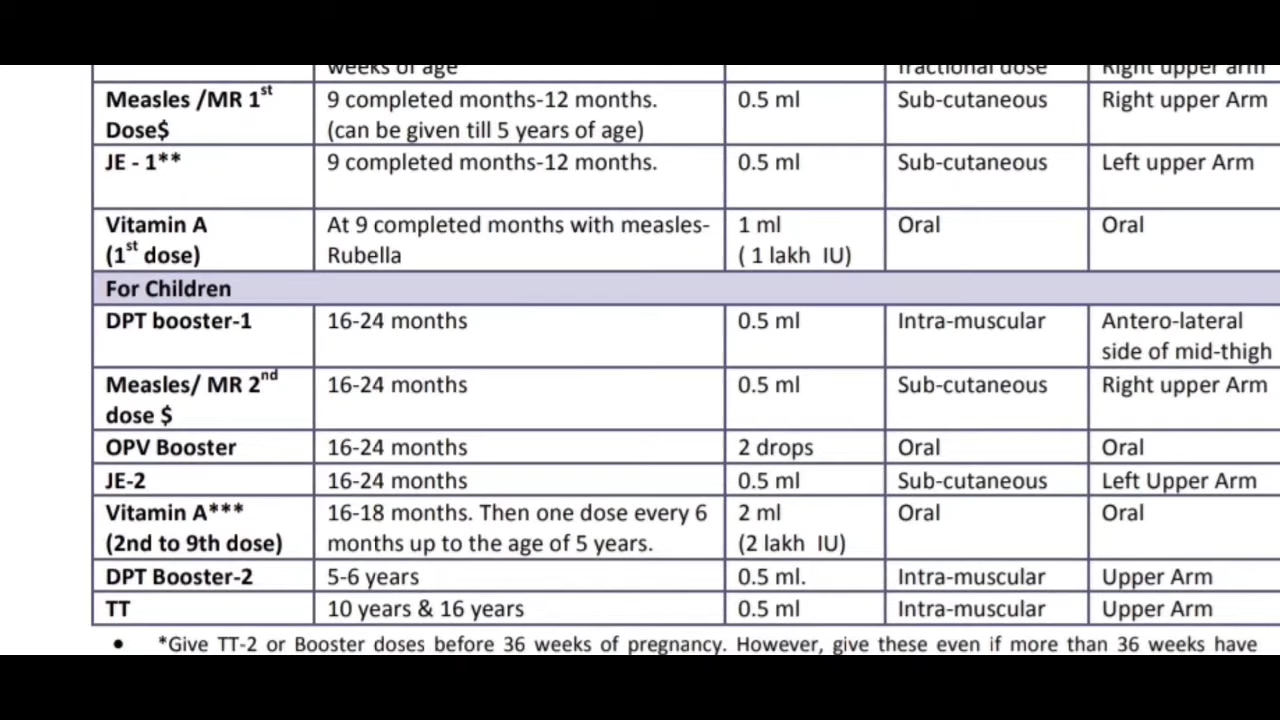 weeks of age fractional dose Right upper arm
Measles /MR 1st 9 completed months-12 months. 0.5 ml Sub-cutaneous Right upper Arm
Dose$ (can be given till 5 years of age)
JE - 1** 9 completed months-12 months. 0.5 ml Sub-cutaneous Left upper Arm
Vitamin A At 9 completed months with measles- 1 ml Oral Oral
(1st dose) Rubella ( 1 lakh IU)
For Children
DPT booster-1 16-24 months 0.5 ml Intra-muscular Antero-lateral
side of mid-thigh
Measles/ MR 2nd 16-24 months 0.5 ml Sub-cutaneous Right upper Arm
dose $
OPV Booster 16-24 months 2 drops Oral Oral
JE-2 16-24 months 0.5 ml Sub-cutaneous Left Upper Arm
Vitamin A*** 16-18 months. Then one dose every 6 2 ml Oral Oral
(2nd to 9th dose) months up to the age of 5 years. (2 lakh IU)
DPT Booster-2 5-6 years 0.5 ml. Intra-muscular Upper Arm
TT 10 years & 16 years 0.5 ml Intra-muscular Upper Arm
• *Give TT-2 or Booster doses before 36 weeks of pregnancy. However, give these even if more than 36 weeks have